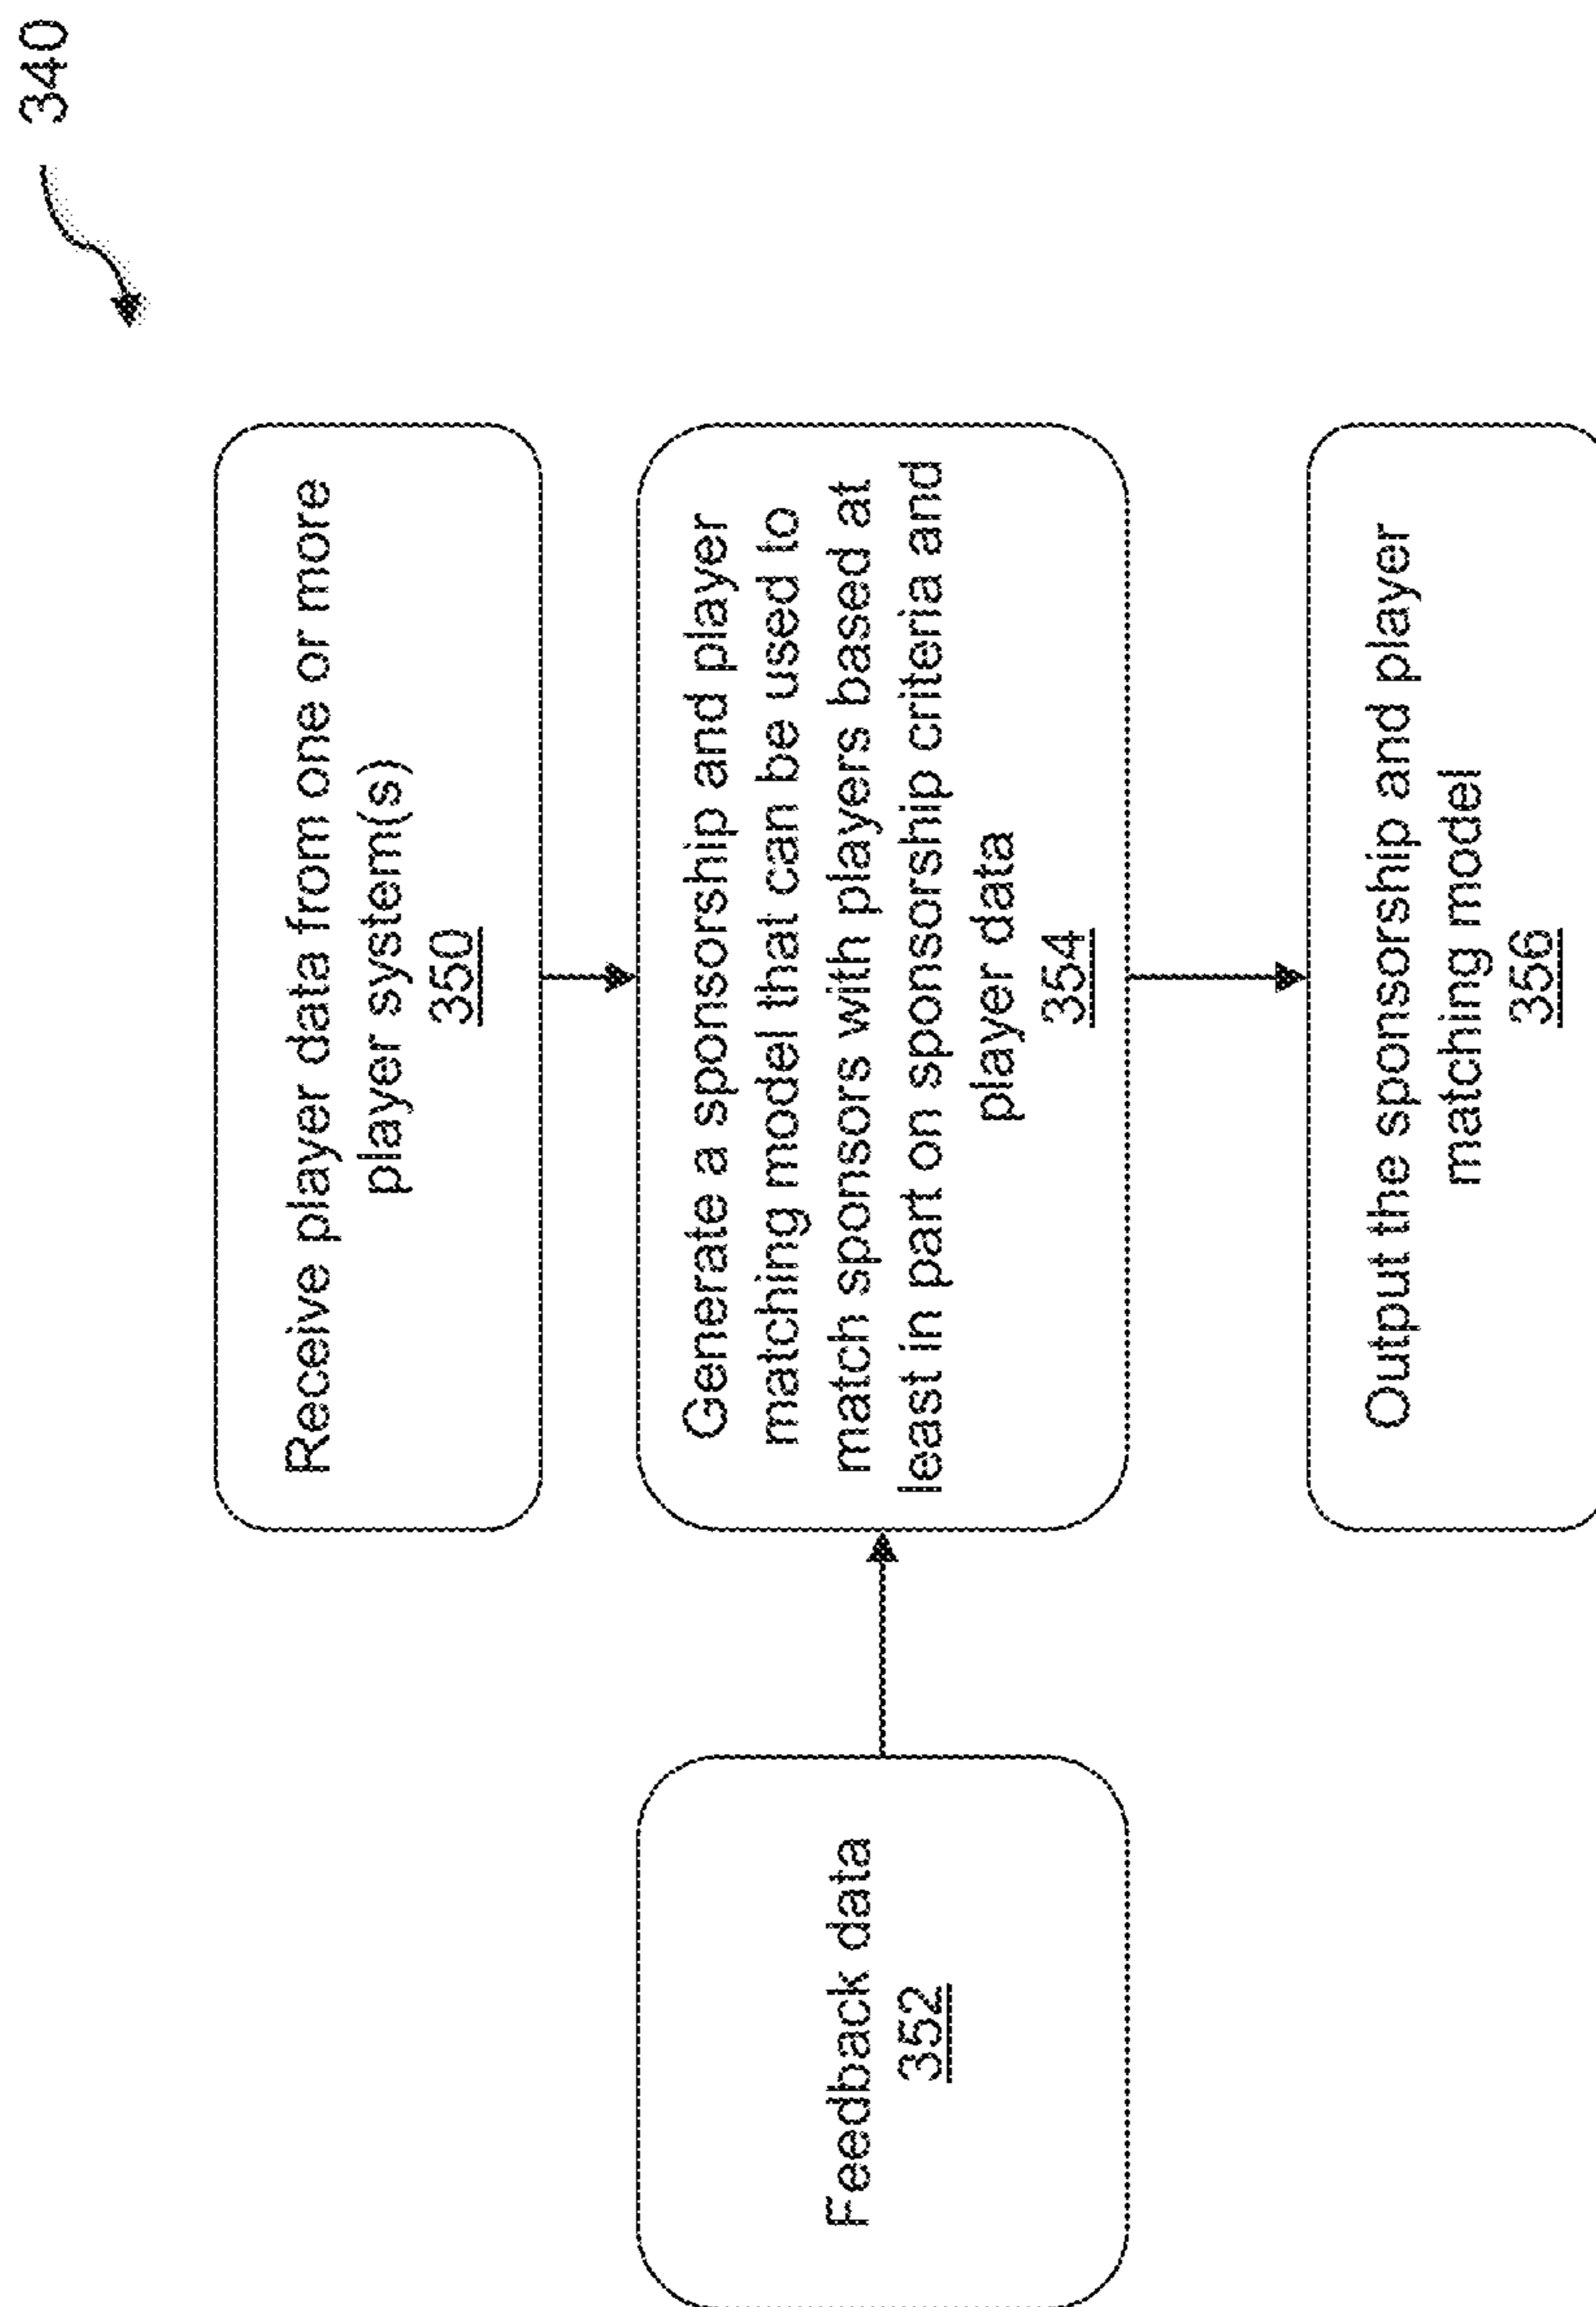 340
Receive player data from one or more
player system(s)
350
Generate a sponsorship and player
matching model that can be used to
match sponsors with players based at
least in part on sponsorship criteria and
player data
354
Feedback data
352
Output the sponsorship and player
matching model
356